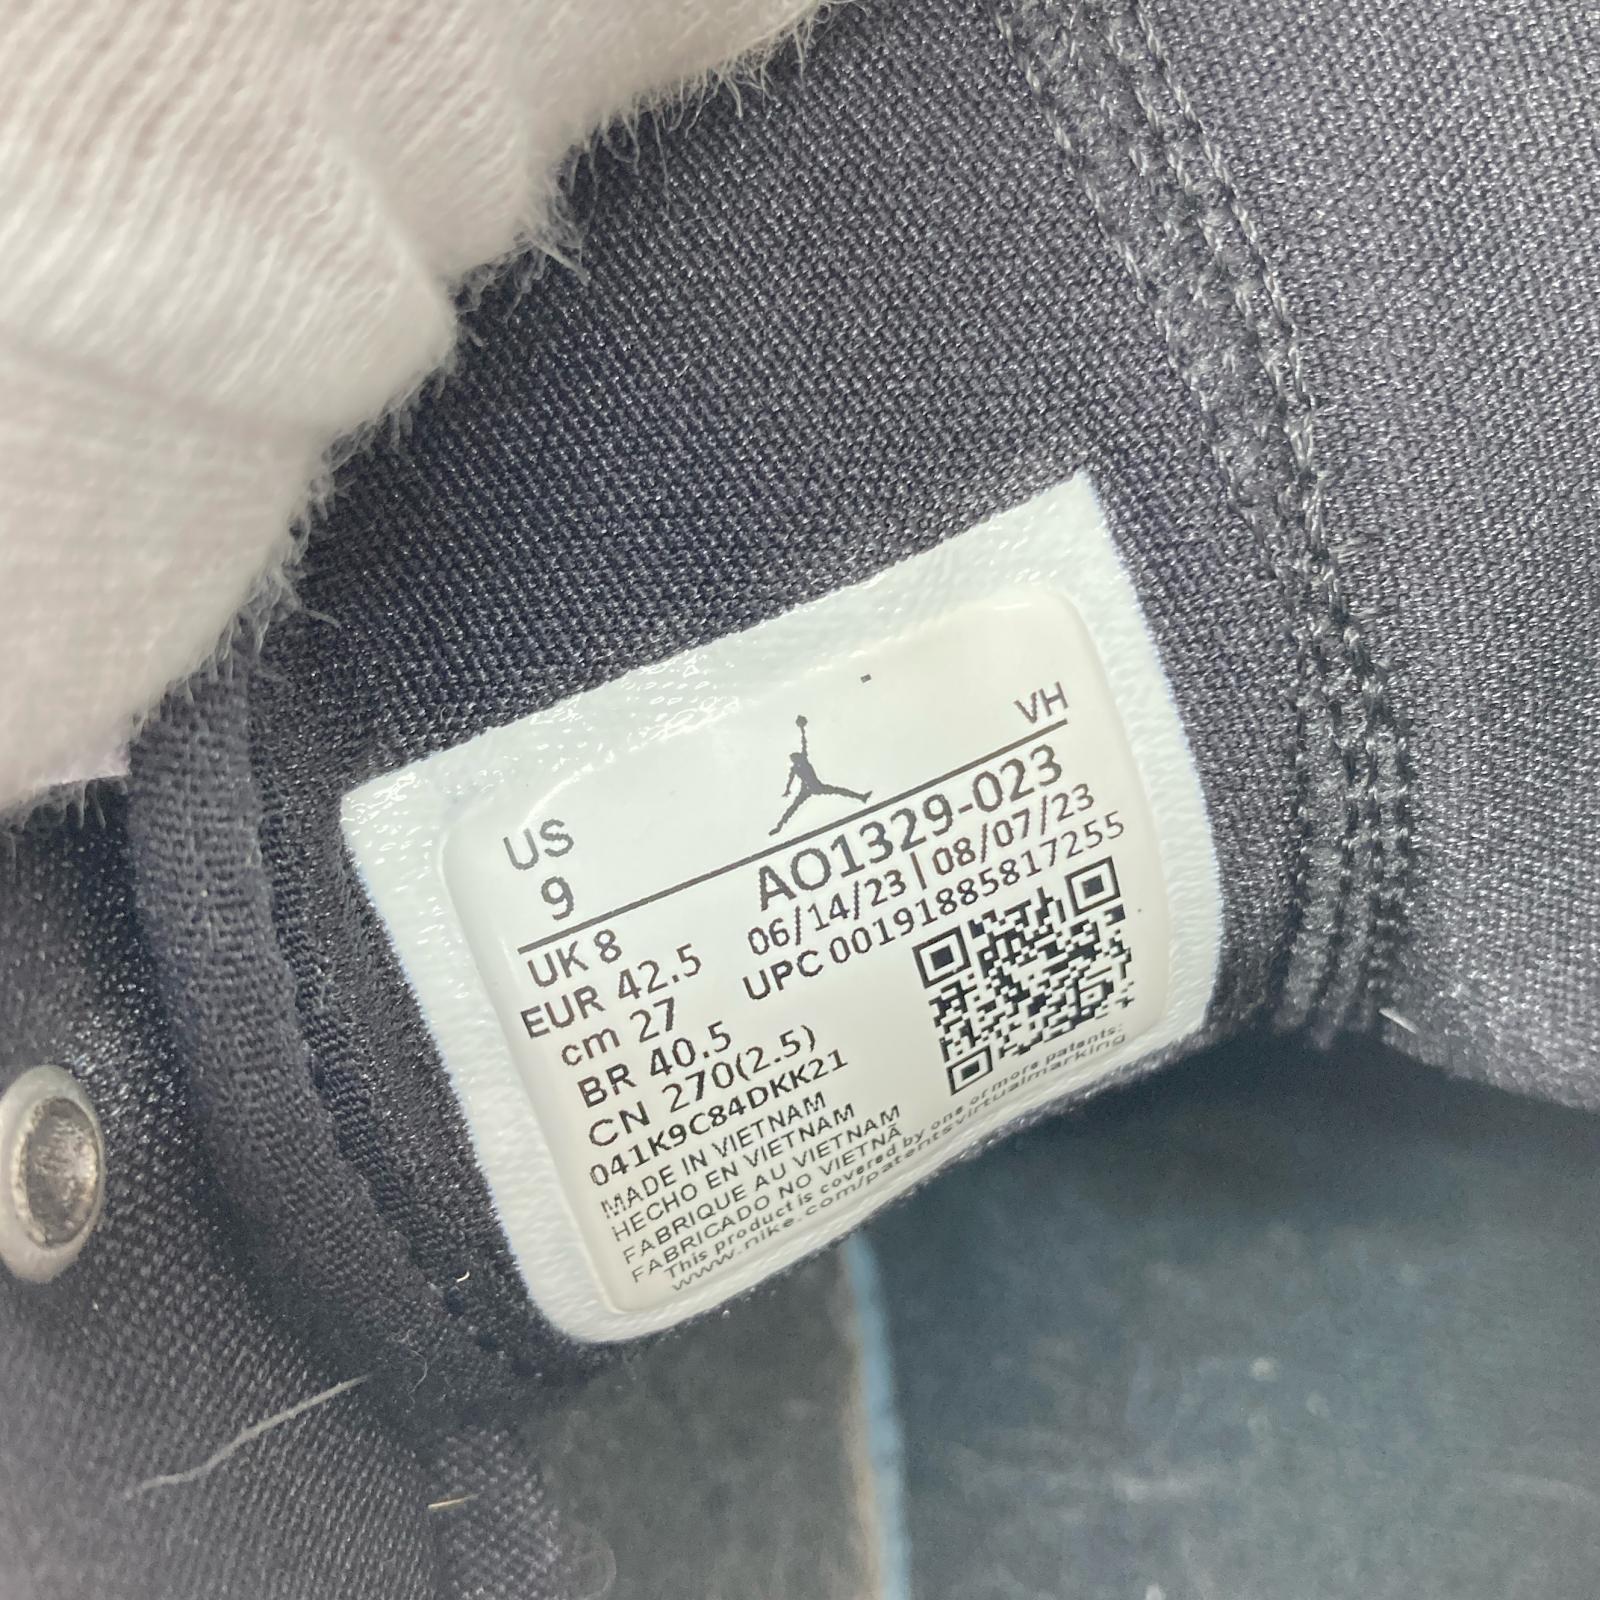 US
9
VH
UK 8
EUR 42.5
cm 27
BR 40.5
CN 270(2.5)
041K9C84DKK21
AO1329-023
06/14/23 | 08/07/23
UPC 00191885817255
MADE IN VIETNAM
HECHO EN VIETNAM
FABRIQUE AU VIETNAM
FABRICADO NO VIETNÃ
This product is covered by one or more patents:
www.nike.com/patentsvirtualmarking